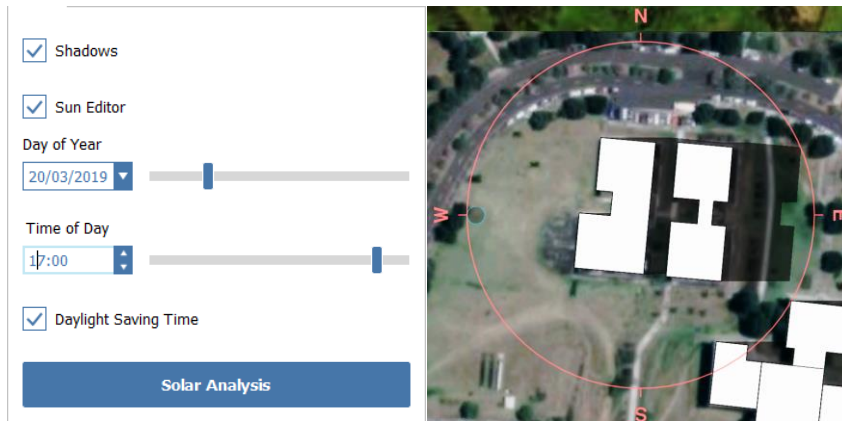 Shadows
Sun Editor
Day of Year
20/03/2019
Time of Day
17:00
Daylight Saving Time
Solar Analysis
N
W
E
S